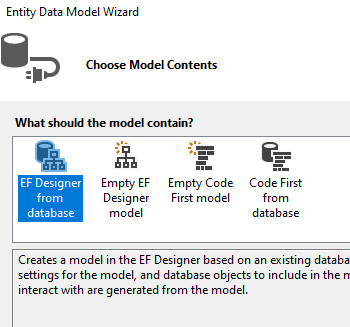 Entity Data Model Wizard
Choose Model Contents
What should the model contain?
EF Designer from database
Empty EF Designer model
Empty Code First model
Code First from database
Creates a model in the EF Designer based on an existing databa
settings for the model, and database objects to include in the m
interact with are generated from the model.